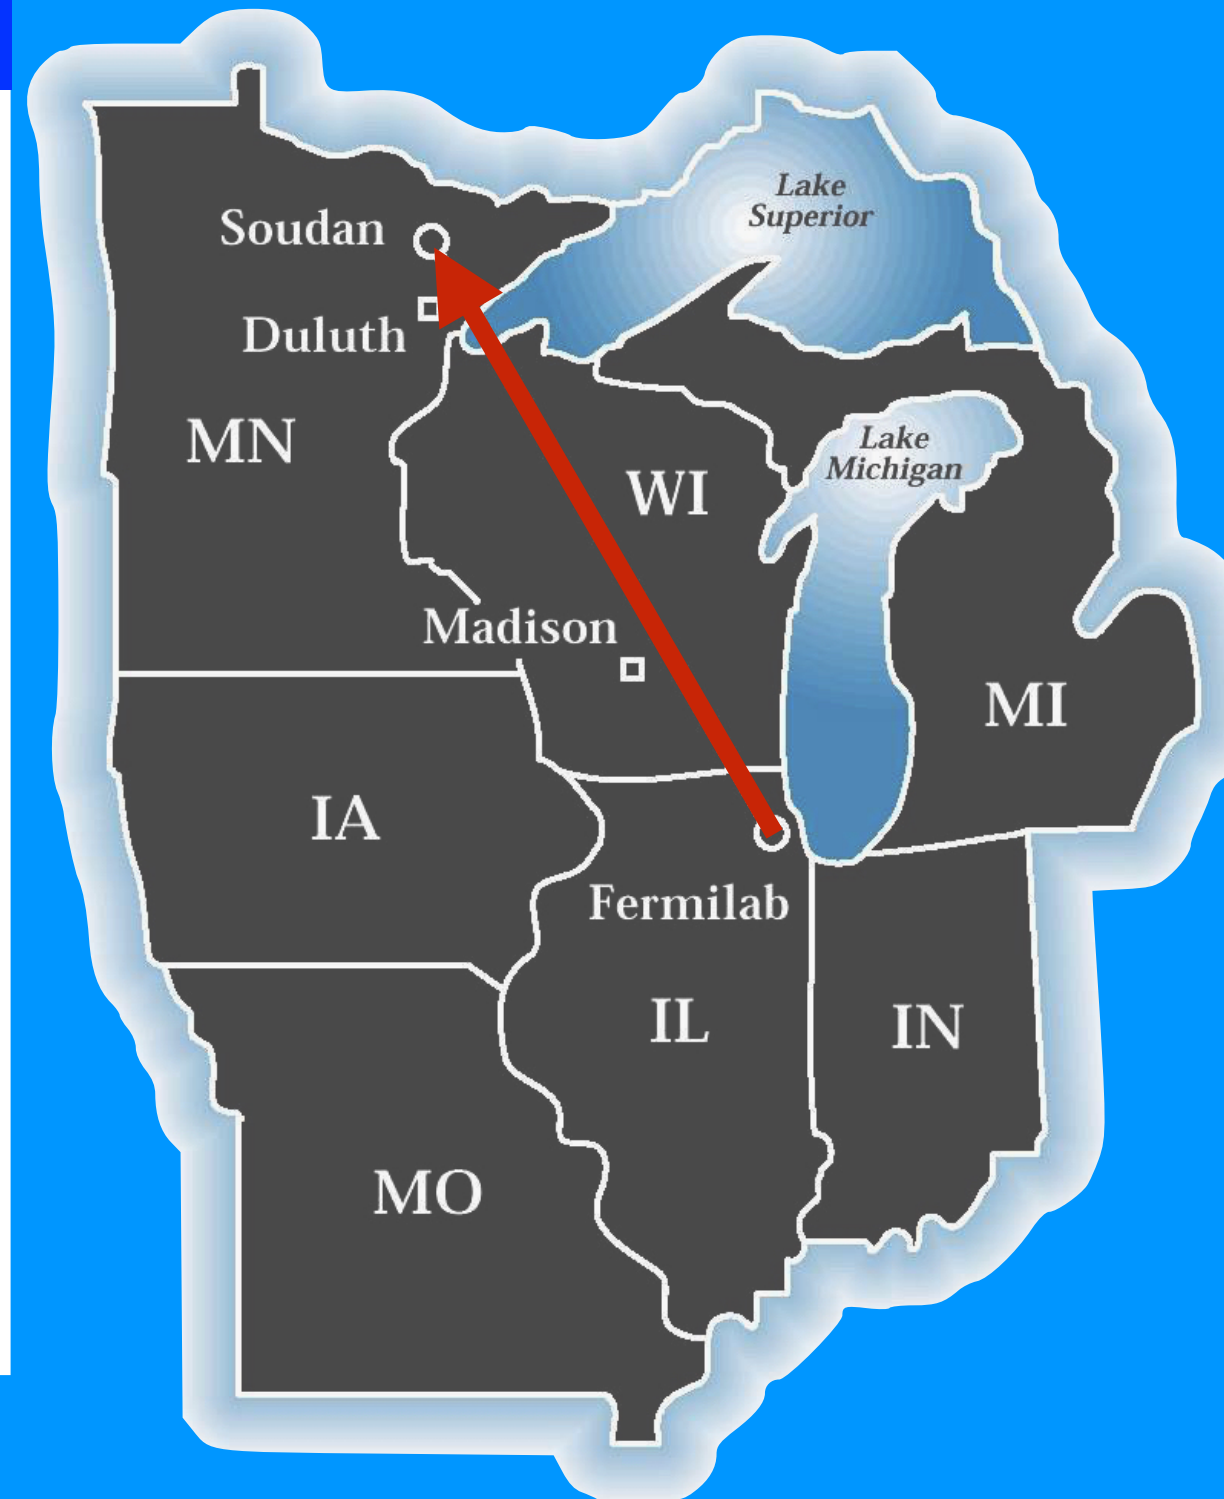 Lake
Superior
Soudan
Duluth
MN
Lake
Michigan
WI
Madison
MI
IA
Fermilab
IL
IN
MO